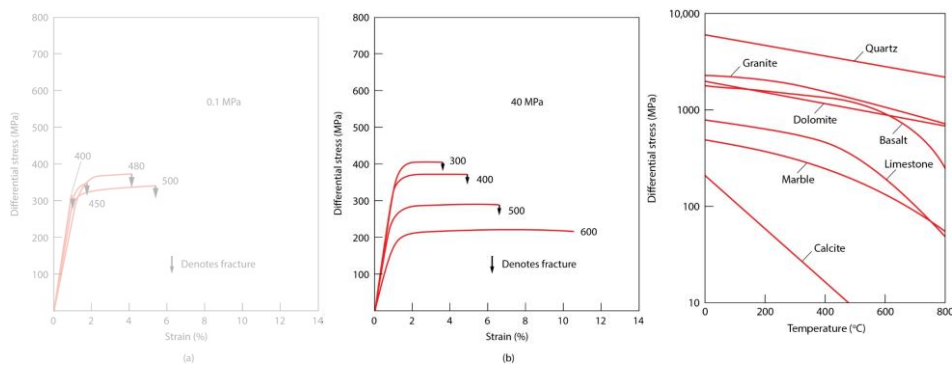 Differential stress (MPa)
800
700
600
500
400
300
200
100
0.1 MPa
400
480
500
450
Denotes fracture
0
2
4
6
8
10
12
14
Strain (%)
(a)
Differential stress (MPa)
800
700
600
500
400
300
200
100
40 MPa
300
400
500
600
Denotes fracture
0
2
4
6
8
10
12
14
Strain (%)
(b)
Differential stress (MPa)
10,000
1000
100
10
Quartz
Granite
Dolomite
Basalt
Limestone
Marble
Calcite
0
200
400
600
800
Temperature (°C)